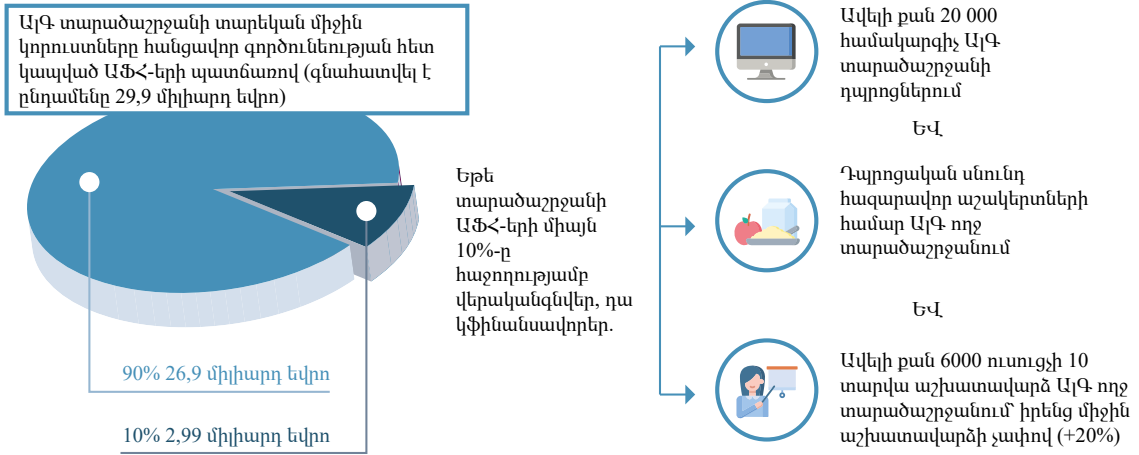 ԱլԳ տարածաշրջանի տարեկան միջին
կորուստները հանցավոր գործունեության հետ
կապված ԱՖՀ-երի պատճառով (գնահատվել է
ընդամենը 29,9 միլիարդ եվրո)
90% 26,9 միլիարդ եվրո
10% 2,99 միլիարդ եվրո
Եթե
տարածաշրջանի
ԱՖՀ-երի միայն
10%-ը
հաջողությամբ
վերականգնվեր, դա
կֆինանսավորեր.
Ավելի քան 20 000
համակարգիչ ԱլԳ
տարածաշրջանի
դպրոցներում
ԵՎ
Դպրոցական սնունդ
հազարավոր աշակերտների
համար ԱլԳ ողջ
տարածաշրջանում
ԵՎ
Ավելի քան 6000 ուսուցչի 10
տարվա աշխատավարձ ԱլԳ ողջ
տարածաշրջանում՝ իրենց միջին
աշխատավարձի չափով (+20%)